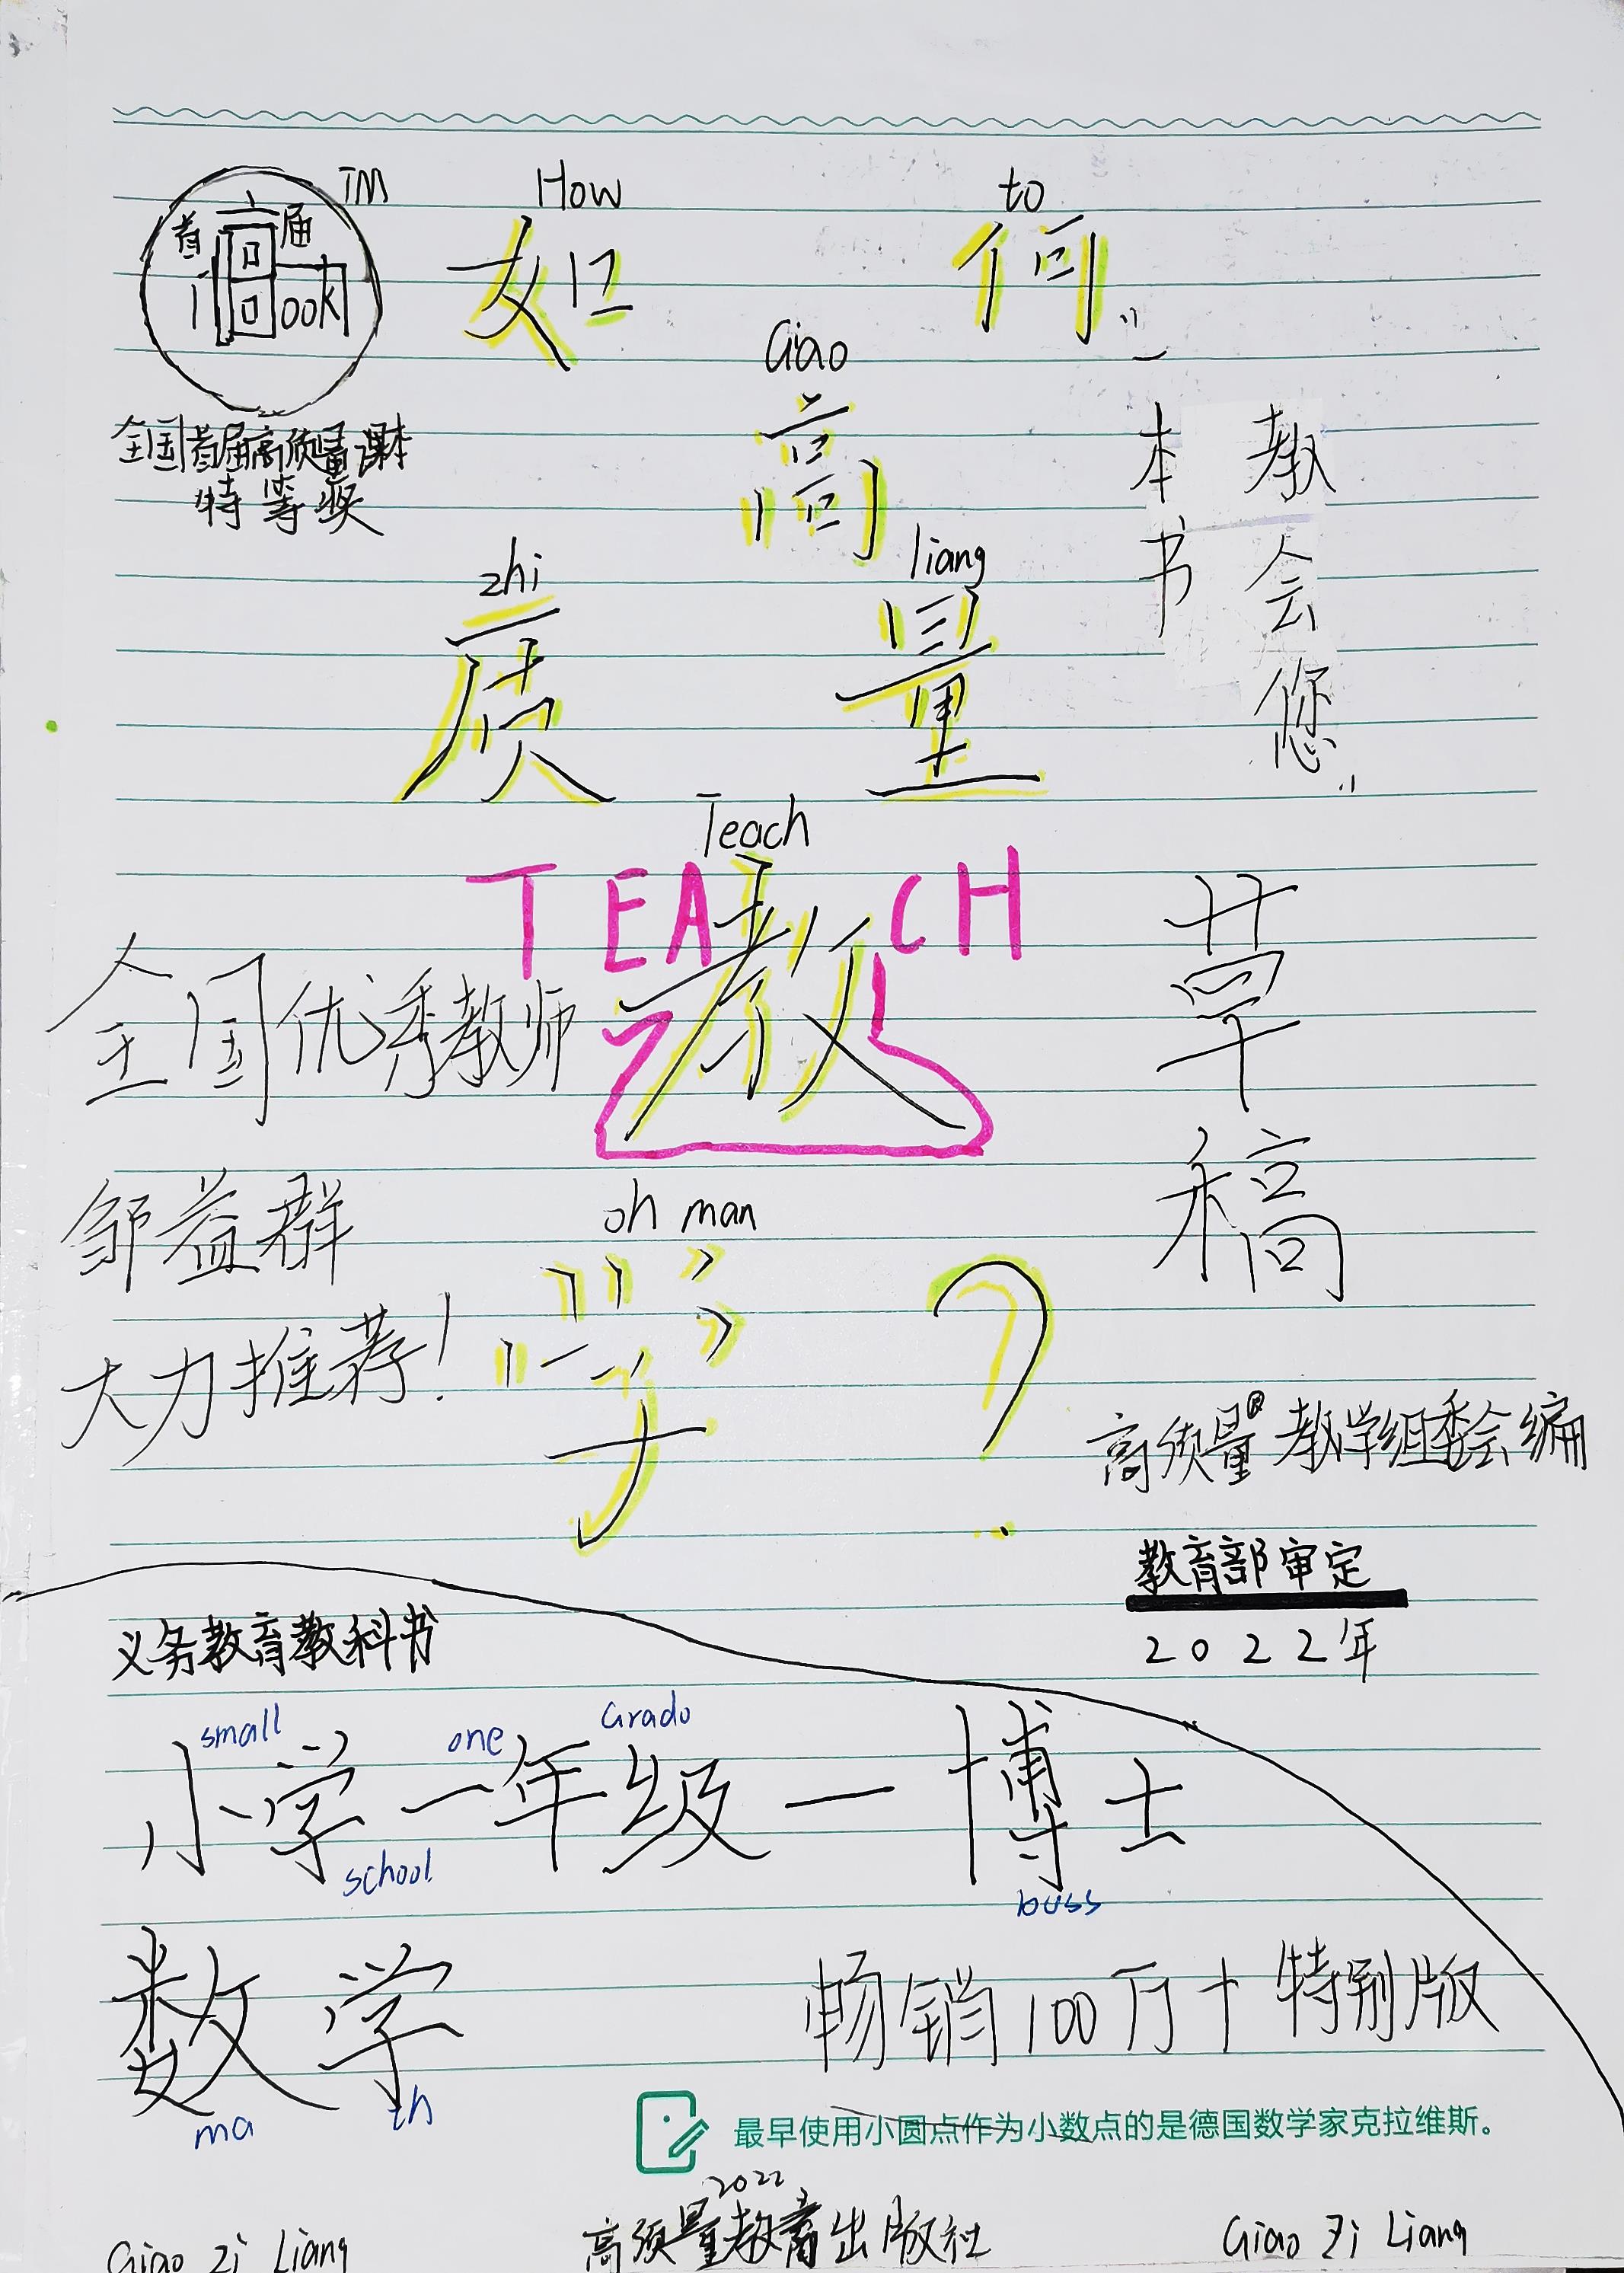 TM
首届
高
i
ook
全国首届高质量课本
特等奖
How to
如何
Giao
高
zhi liang
质量
"一本书
教会您"
Teach
TEACH
教
oh man
学?
草稿
全国优秀教师
邹益群
大力推荐!
高质量®教学组委会编
教育部审定
2022年
义务教育教科书
small one Grado
小学一年级一博士
school boss
数学
ma th
畅销100万+特别版
最早使用小圆点作为小数点的是德国数学家克拉维斯。
2022
Giao Zi Liang 高质量教育出版社 Giao Zi Liang